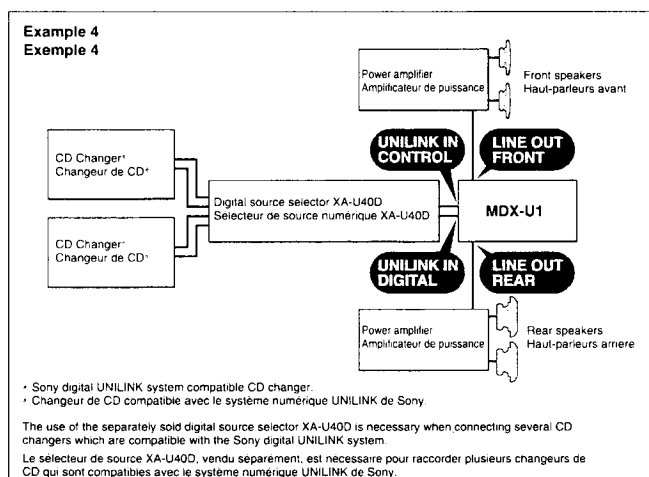 Example 4
Exemple 4
Power amplifier
Amplificateur de puissance
Front speakers
Haut-parleurs avant
UNILINK IN
CONTROL
LINE OUT
FRONT
CD Changer*
Changeur de CD*
Digital source selector XA-U40D
Sélecteur de source numérique XA-U40D
MDX-U1
CD Changer*
Changeur de CD*
UNILINK IN
DIGITAL
LINE OUT
REAR
Power amplifier
Amplificateur de puissance
Rear speakers
Haut-parleurs arrière
* Sony digital UNILINK system compatible CD changer.
* Changeur de CD compatible avec le système numérique UNILINK de Sony.
The use of the separately sold digital source selector XA-U40D is necessary when connecting several CD
changers which are compatible with the Sony digital UNILINK system.
Le sélecteur de source XA-U40D, vendu séparément, est nécessaire pour raccorder plusieurs changeurs de
CD qui sont compatibles avec le système numérique UNILINK de Sony.